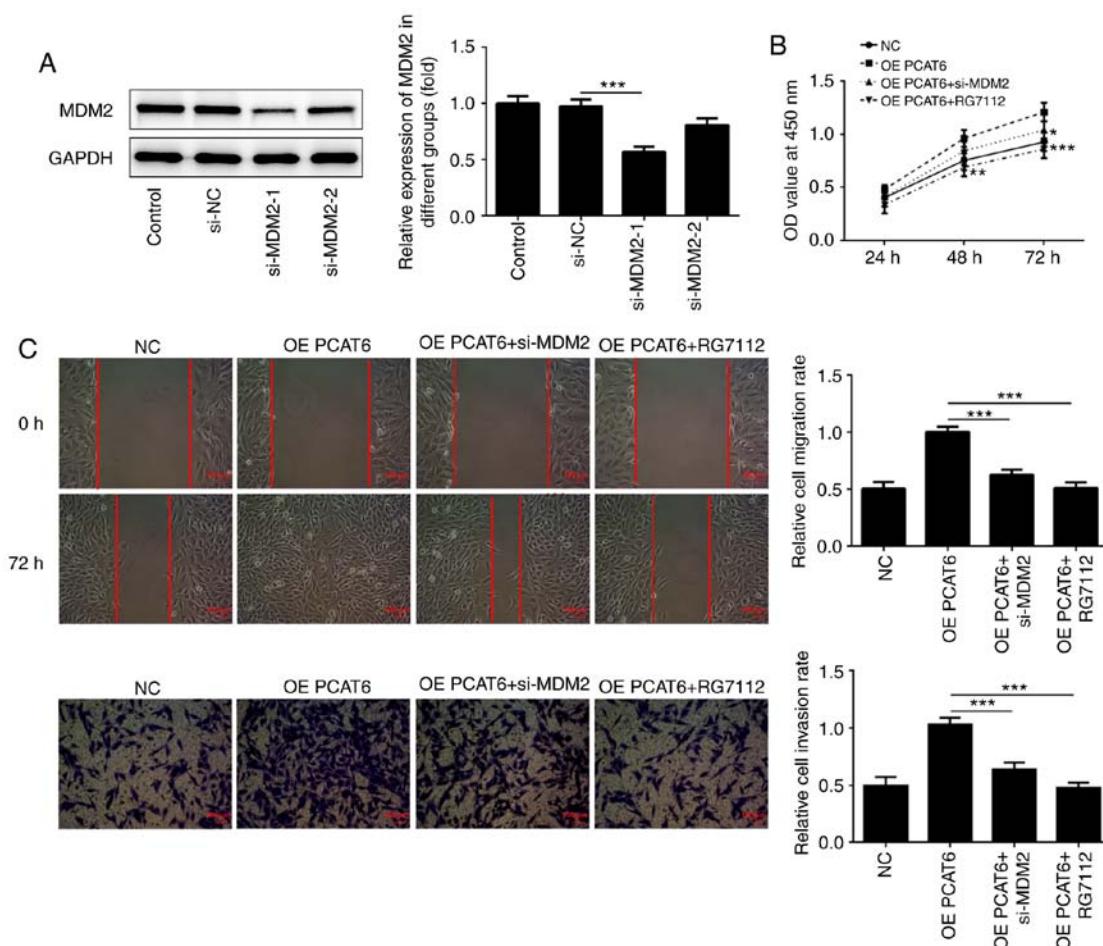 A
MDM2
GAPDH
Control
si-NC
si-MDM2-1
si-MDM2-2
Relative expression of MDM2 in
different groups (fold)
1.5
1.0
0.5
0.0
***
Control
si-NC
si-MDM2-1
si-MDM2-2
B
NC
OE PCAT6
OE PCAT6+si-MDM2
OE PCAT6+RG7112
OD value at 450 nm
1.5
1.0
0.5
0.0
*
***
**
24 h
48 h
72 h
C
NC
OE PCAT6
OE PCAT6+si-MDM2
OE PCAT6+RG7112
0 h
72 h
Relative cell migration rate
1.5
1.0
0.5
0.0
***
***
NC
OE PCAT6
OE PCAT6+
si-MDM2
OE PCAT6+
RG7112
NC
OE PCAT6
OE PCAT6+si-MDM2
OE PCAT6+RG7112
Relative cell invasion rate
1.5
1.0
0.5
0.0
***
***
NC
OE PCAT6
OE PCAT6+
si-MDM2
OE PCAT6+
RG7112